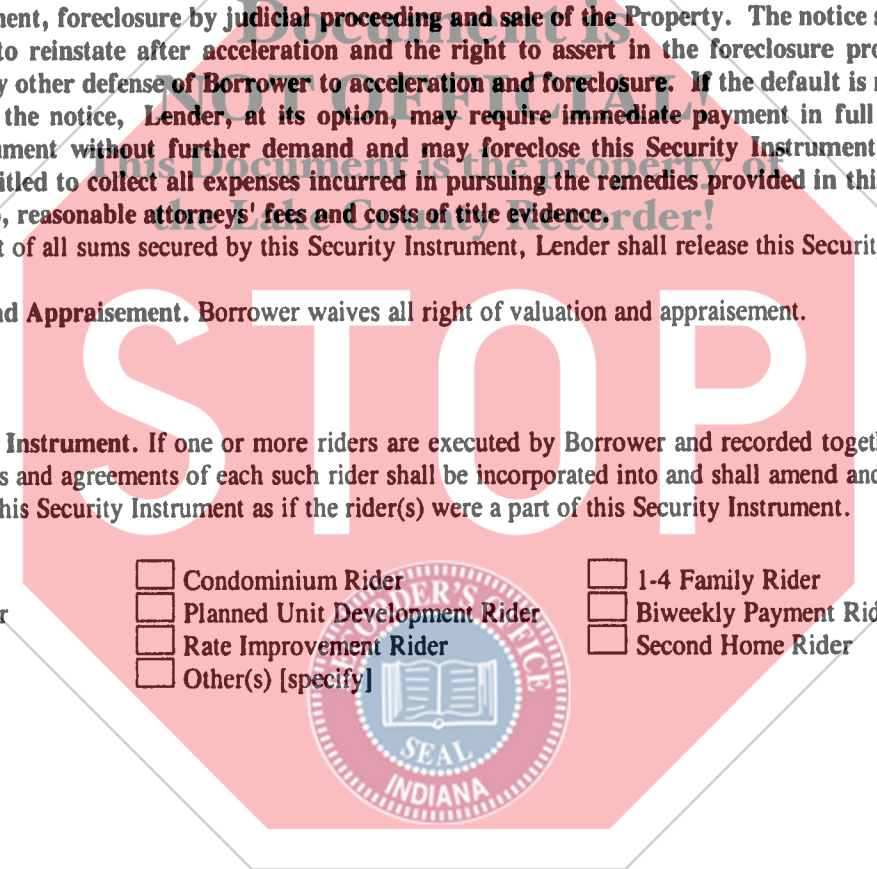 ent, foreclosure by judicial proceeding and sale of the Property. The notice s
to reinstate after acceleration and the right to assert in the foreclosure pro
y other defense of Borrower to acceleration and foreclosure. If the default is
the notice, Lender, at its option, may require immediate payment in full
ment without further demand and may foreclose this Security Instrument
itled to collect all expenses incurred in pursuing the remedies provided in thi
, reasonable attorneys' fees and costs of title evidence.
t of all sums secured by this Security Instrument, Lender shall release this Securit
Document is
NOT OFFICIAL!
This Document is the property of
the Lake County Recorder!
STOP
d Appraisement. Borrower waives all right of valuation and appraisement.
Instrument. If one or more riders are executed by Borrower and recorded toget
s and agreements of each such rider shall be incorporated into and shall amend and
his Security Instrument as if the rider(s) were a part of this Security Instrument.
Condominium Rider
1-4 Family Rider
r
Planned Unit Development Rider
Biweekly Payment Rid
Rate Improvement Rider
Second Home Rider
Other(s) [specify]
RECORDER'S OFFICE
SEAL
INDIANA